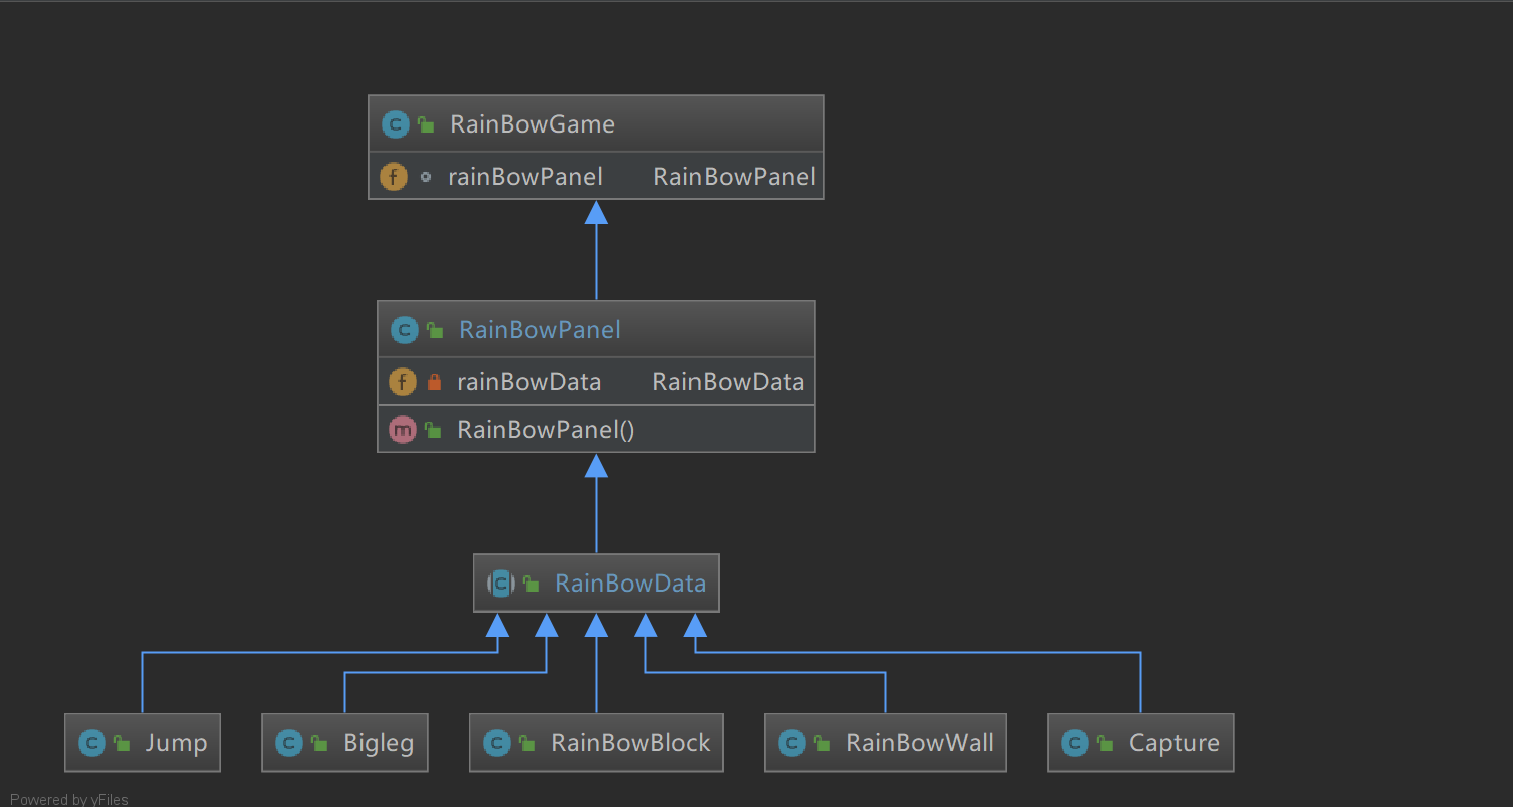 RainBowGame
rainBowPanel RainBowPanel
RainBowPanel
rainBowData RainBowData
RainBowPanel()
RainBowData
Jump Bigleg RainBowBlock RainBowWall Capture
Powered by yFiles